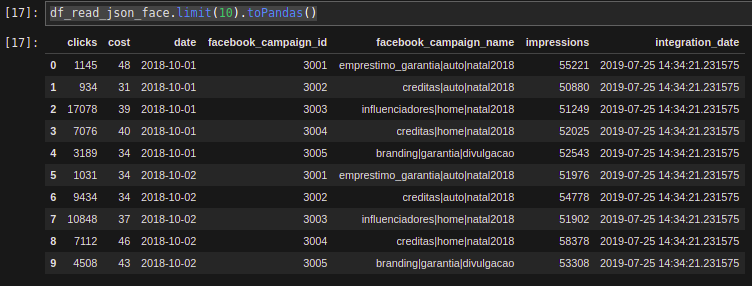 [17]: df_read_json_face.limit(10).toPandas()
[17]:
clicks cost date facebook_campaign_id facebook_campaign_name impressions integration_date
0 1145 48 2018-10-01 3001 emprestimo_garantia|auto|natal2018 55221 2019-07-25 14:34:21.231575
1 934 31 2018-10-01 3002 creditas|auto|natal2018 50880 2019-07-25 14:34:21.231575
2 17078 39 2018-10-01 3003 influenciadores|home|natal2018 51249 2019-07-25 14:34:21.231575
3 7076 40 2018-10-01 3004 creditas|home|natal2018 52025 2019-07-25 14:34:21.231575
4 3189 34 2018-10-01 3005 branding|garantia|divulgacao 52543 2019-07-25 14:34:21.231575
5 1031 34 2018-10-02 3001 emprestimo_garantia|auto|natal2018 51976 2019-07-25 14:34:21.231575
6 9434 34 2018-10-02 3002 creditas|auto|natal2018 54778 2019-07-25 14:34:21.231575
7 10848 37 2018-10-02 3003 influenciadores|home|natal2018 51902 2019-07-25 14:34:21.231575
8 7112 46 2018-10-02 3004 creditas|home|natal2018 58378 2019-07-25 14:34:21.231575
9 4508 43 2018-10-02 3005 branding|garantia|divulgacao 53308 2019-07-25 14:34:21.231575